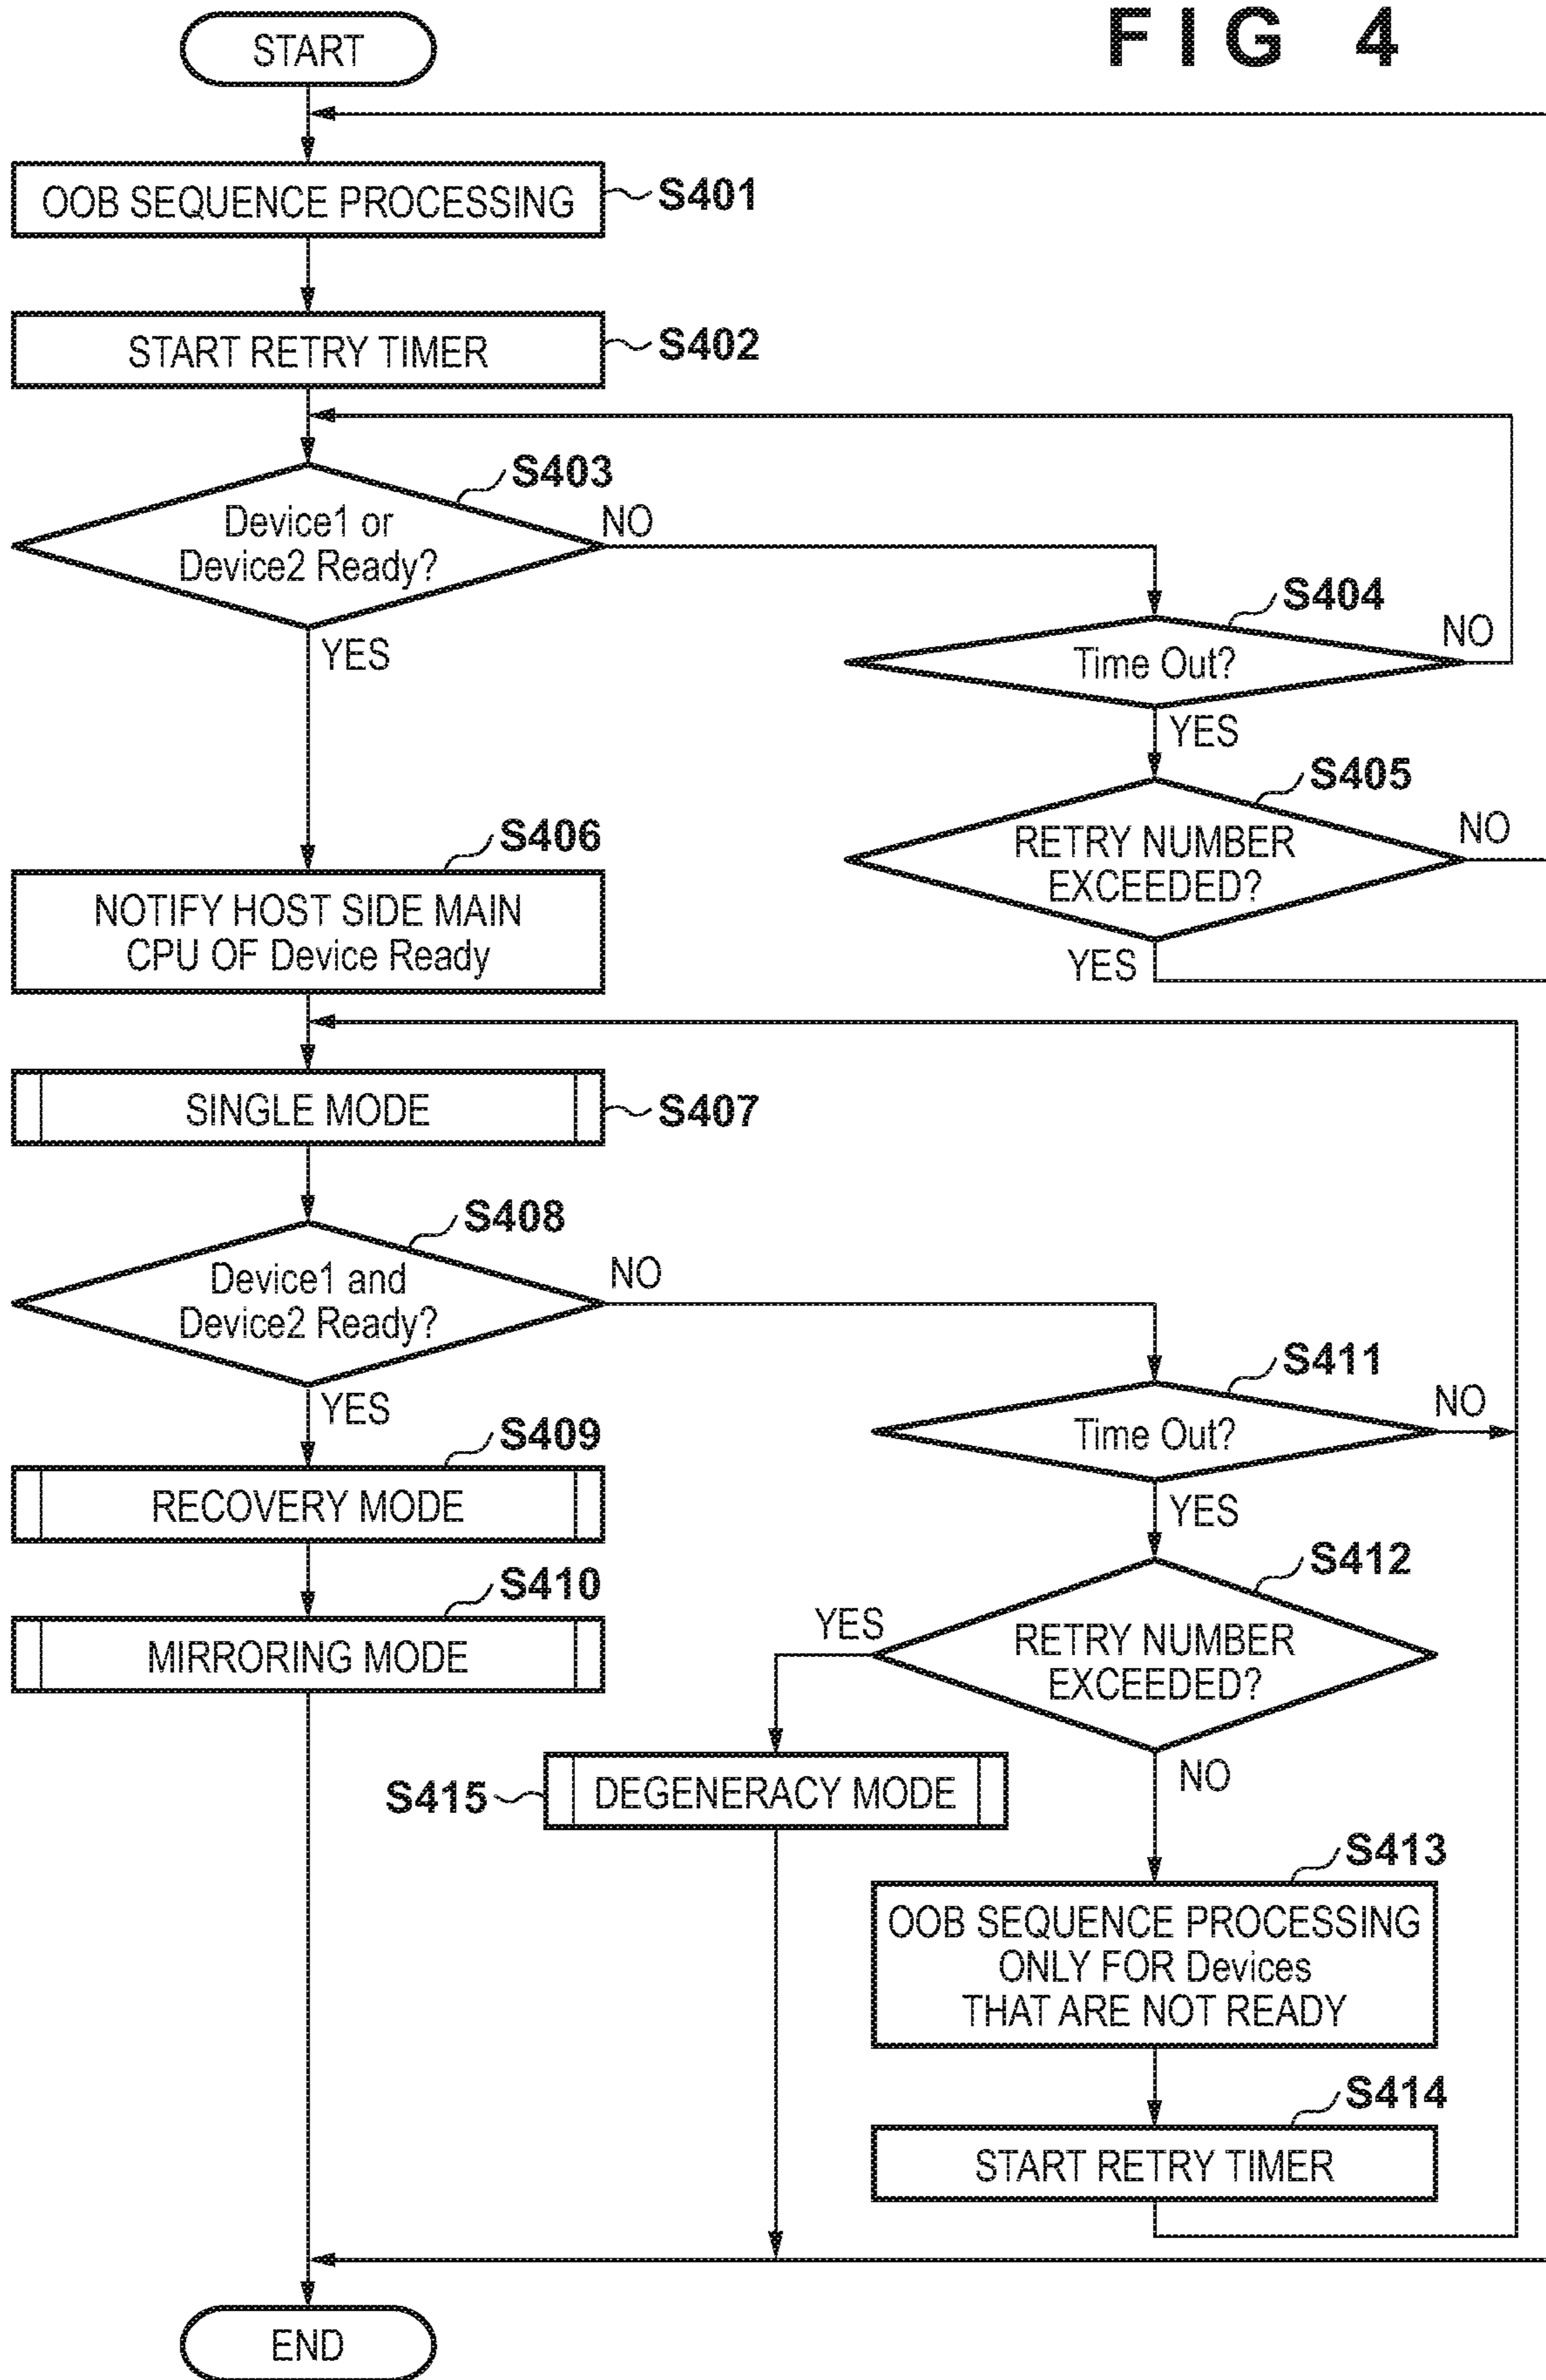 FIG 4
START
OOB SEQUENCE PROCESSING
S401
START RETRY TIMER
S402
S403
Device1 or
Device2 Ready?
NO
YES
S404
Time Out?
NO
YES
S405
RETRY NUMBER
EXCEEDED?
NO
YES
S406
NOTIFY HOST SIDE MAIN
CPU OF Device Ready
SINGLE MODE
S407
S408
Device1 and
Device2 Ready?
NO
YES
S409
RECOVERY MODE
S410
MIRRORING MODE
S411
Time Out?
NO
YES
S412
RETRY NUMBER
EXCEEDED?
YES
NO
S415
DEGENERACY MODE
S413
OOB SEQUENCE PROCESSING
ONLY FOR Devices
THAT ARE NOT READY
S414
START RETRY TIMER
END